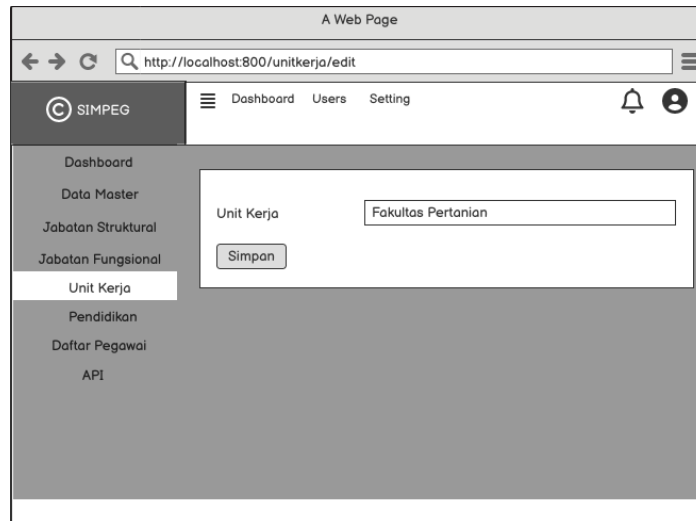 A Web Page
http://localhost:800/unitkerja/edit
© SIMPEG
Dashboard Users Setting
Dashboard
Data Master
Jabatan Struktural
Jabatan Fungsional
Unit Kerja
Pendidikan
Daftar Pegawai
API
Unit Kerja Fakultas Pertanian
Simpan